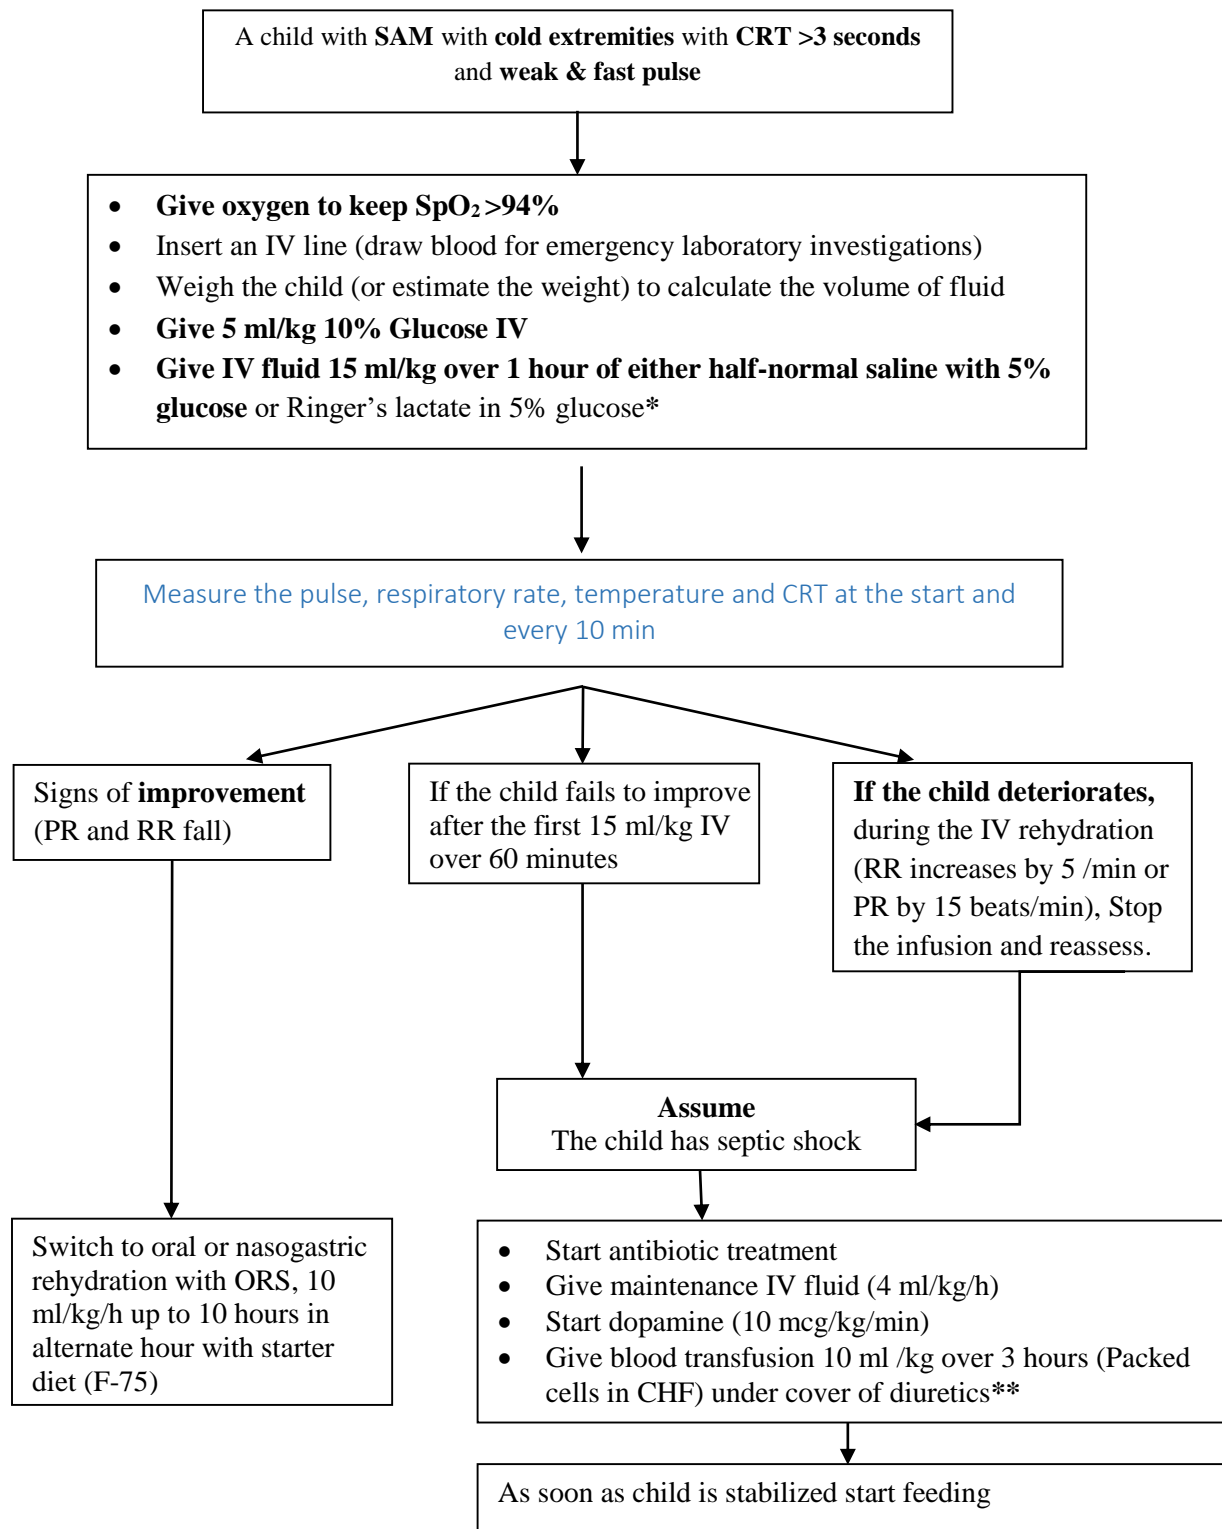 A child with SAM with cold extremities with CRT >3 seconds
and weak & fast pulse
• Give oxygen to keep SpO₂ >94%
• Insert an IV line (draw blood for emergency laboratory investigations)
• Weigh the child (or estimate the weight) to calculate the volume of fluid
• Give 5 ml/kg 10% Glucose IV
• Give IV fluid 15 ml/kg over 1 hour of either half-normal saline with 5%
glucose or Ringer’s lactate in 5% glucose*
Measure the pulse, respiratory rate, temperature and CRT at the start and
every 10 min
Signs of improvement
(PR and RR fall)
If the child fails to improve
after the first 15 ml/kg IV
over 60 minutes
If the child deteriorates,
during the IV rehydration
(RR increases by 5 /min or
PR by 15 beats/min), Stop
the infusion and reassess.
Assume
The child has septic shock
Switch to oral or nasogastric
rehydration with ORS, 10
ml/kg/h up to 10 hours in
alternate hour with starter
diet (F-75)
• Start antibiotic treatment
• Give maintenance IV fluid (4 ml/kg/h)
• Start dopamine (10 mcg/kg/min)
• Give blood transfusion 10 ml /kg over 3 hours (Packed
cells in CHF) under cover of diuretics**
As soon as child is stabilized start feeding